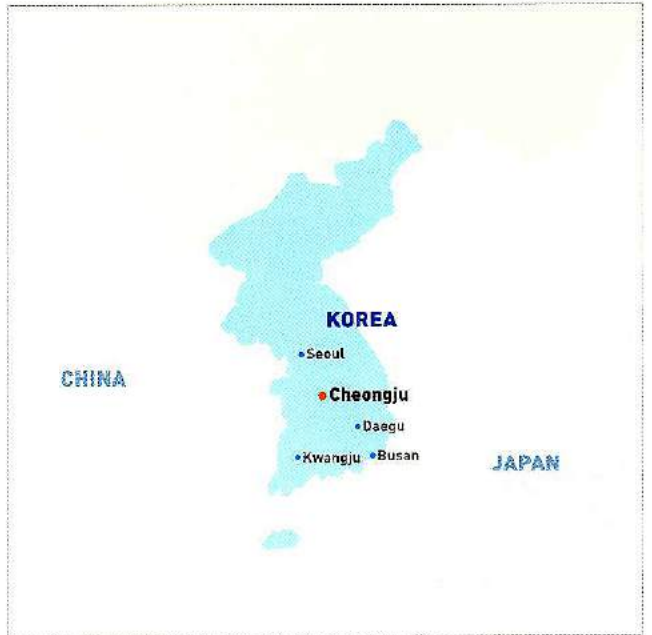 KOREA
Seoul
CHINA
Cheongju
Daegu
Kwangju
Busan
JAPAN